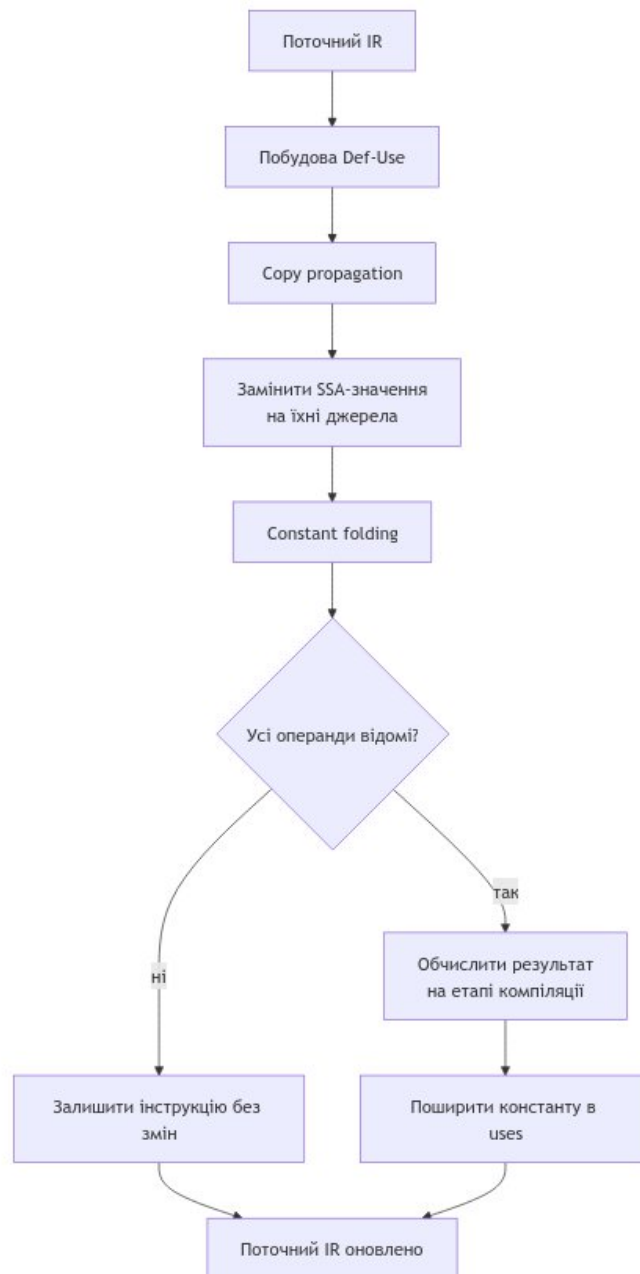 Поточний IR
Побудова Def-Use
Copy propagation
Замінити SSA-значення
на їхні джерела
Constant folding
Усі операнди відомі?
так
Обчислити результат
на етапі компіляції
ні
Залишити інструкцію без
змін
Поширити константу в
uses
Поточний IR оновлено